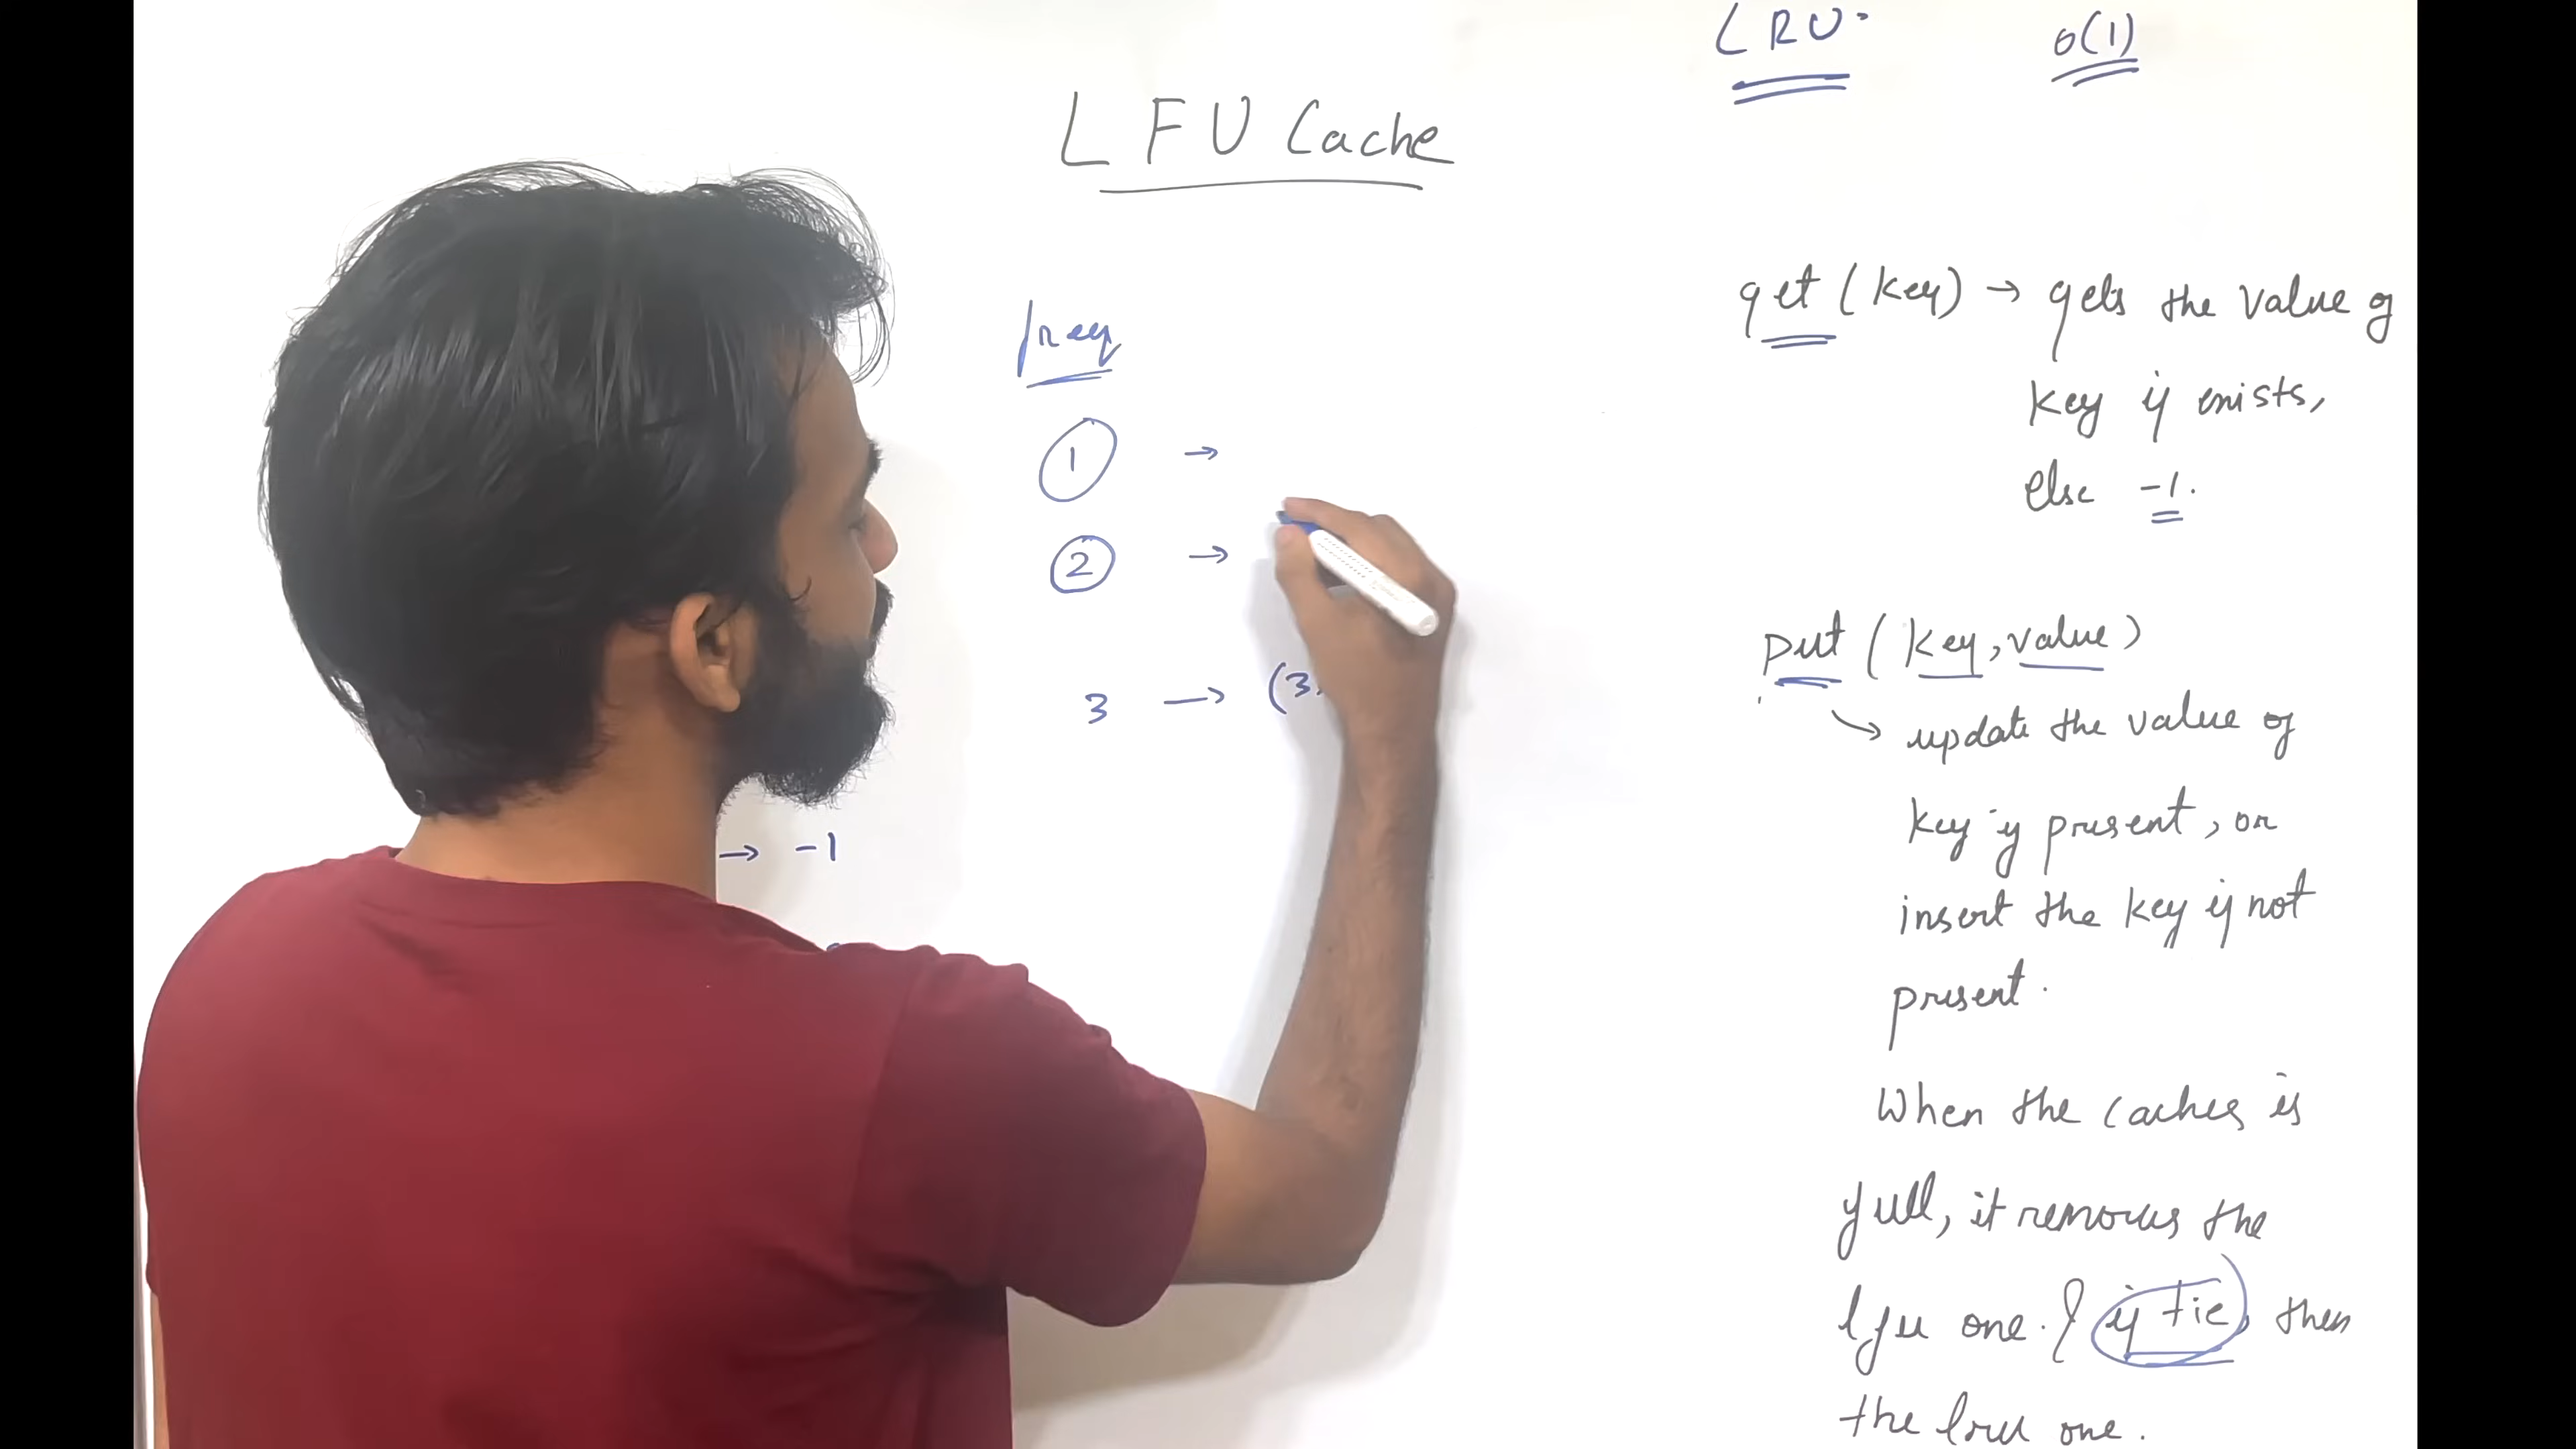 LRU
O(1)
LFU Cache
freq
1 →
2 →
3 → (3,
→ -1
get (key) → gets the value of
key if exists,
else -1.
put (key, value)
→ update the value of
key if present, or
insert the key if not
present.
When the caches is
full, it removes the
lfu one. & if tie, then
the lru one.